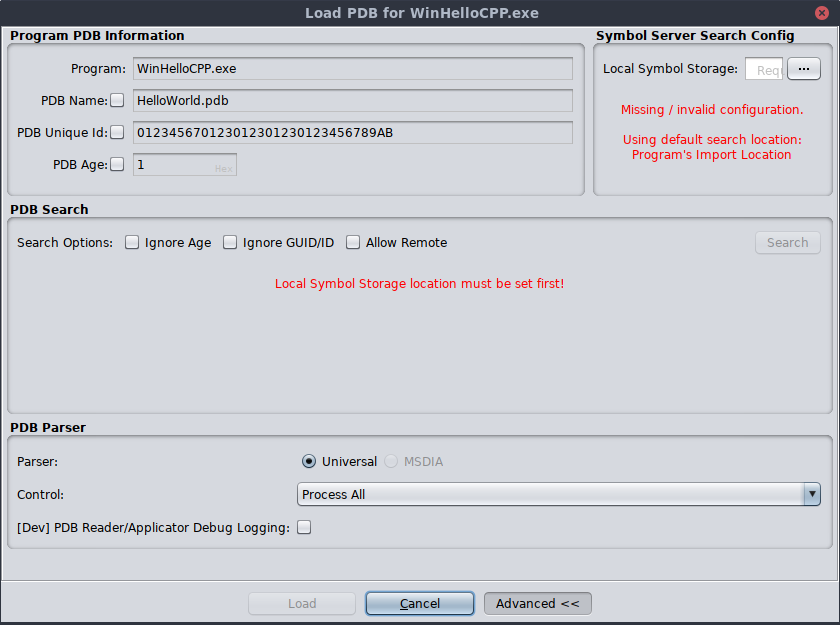 Load PDB for WinHelloCPP.exe
Program PDB Information
Program: WinHelloCPP.exe
PDB Name: HelloWorld.pdb
PDB Unique Id: 0123456701230123012301230123456789AB
PDB Age: 1 Hex
Symbol Server Search Config
Local Symbol Storage: Req ...
Missing / invalid configuration.
Using default search location:
Program's Import Location
PDB Search
Search Options: Ignore Age Ignore GUID/ID Allow Remote Search
Local Symbol Storage location must be set first!
PDB Parser
Parser: Universal MSDIA
Control: Process All
[Dev] PDB Reader/Applicator Debug Logging:
Load Cancel Advanced <<